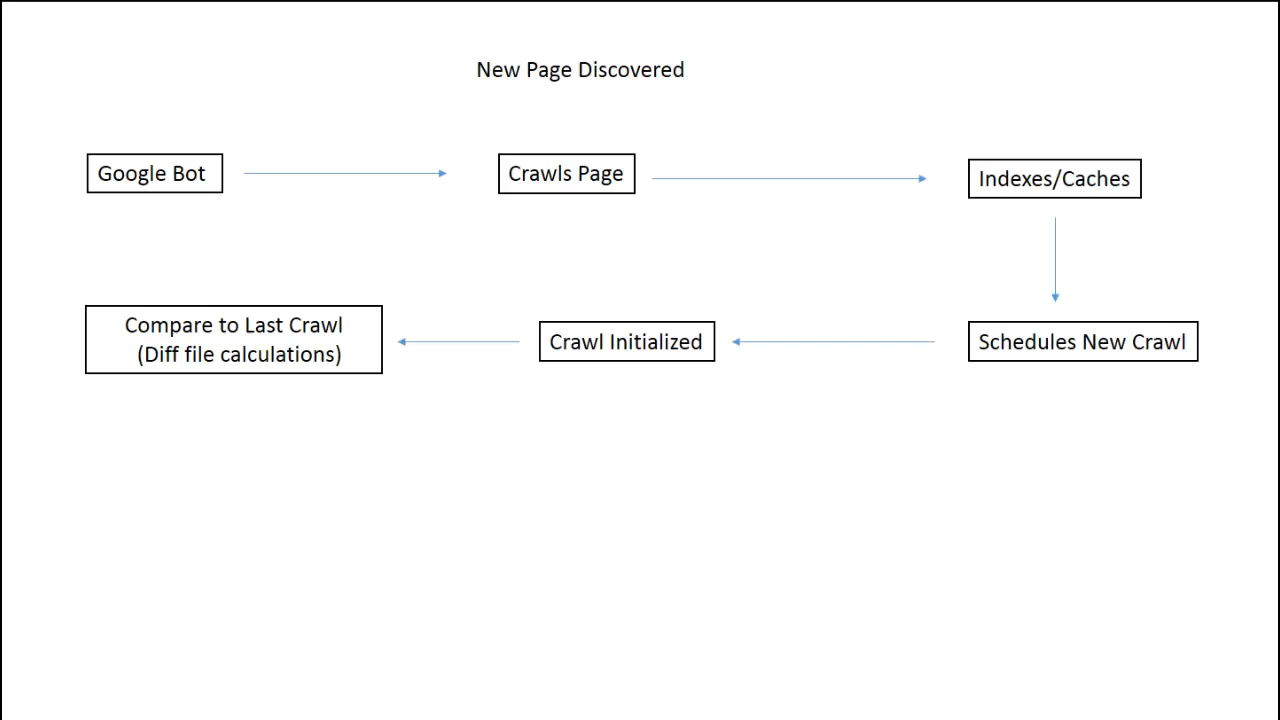 New Page Discovered
Google Bot
Crawls Page
Indexes/Caches
Compare to Last Crawl
(Diff file calculations)
Crawl Initialized
Schedules New Crawl